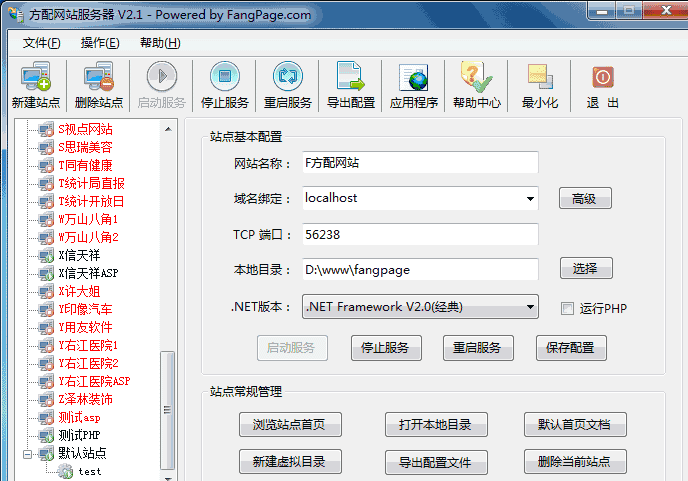 方配网站服务器 V2.1 - Powered by FangPage.com
文件(F) 操作(E) 帮助(H)
新建站点 删除站点 启动服务 停止服务 重启服务 导出配置 应用程序 帮助中心 最小化 退 出
S视点网站
S思瑞美容
T同有健康
T统计局直报
T统计开放日
W万山八角1
W万山八角2
X信天祥
X信天祥ASP
X许大姐
Y印像汽车
Y用友软件
Y右江医院1
Y右江医院2
Y右江医院ASP
Z泽林装饰
测试asp
测试PHP
默认站点
test
站点基本配置
网站名称： F方配网站
域名绑定： localhost 高级
TCP 端口： 56238
本地目录： D:\www\fangpage 选择
.NET版本： .NET Framework V2.0(经典) 运行PHP
启动服务 停止服务 重启服务 保存配置
站点常规管理
浏览站点首页 打开本地目录 默认首页文档
新建虚拟目录 导出配置文件 删除当前站点